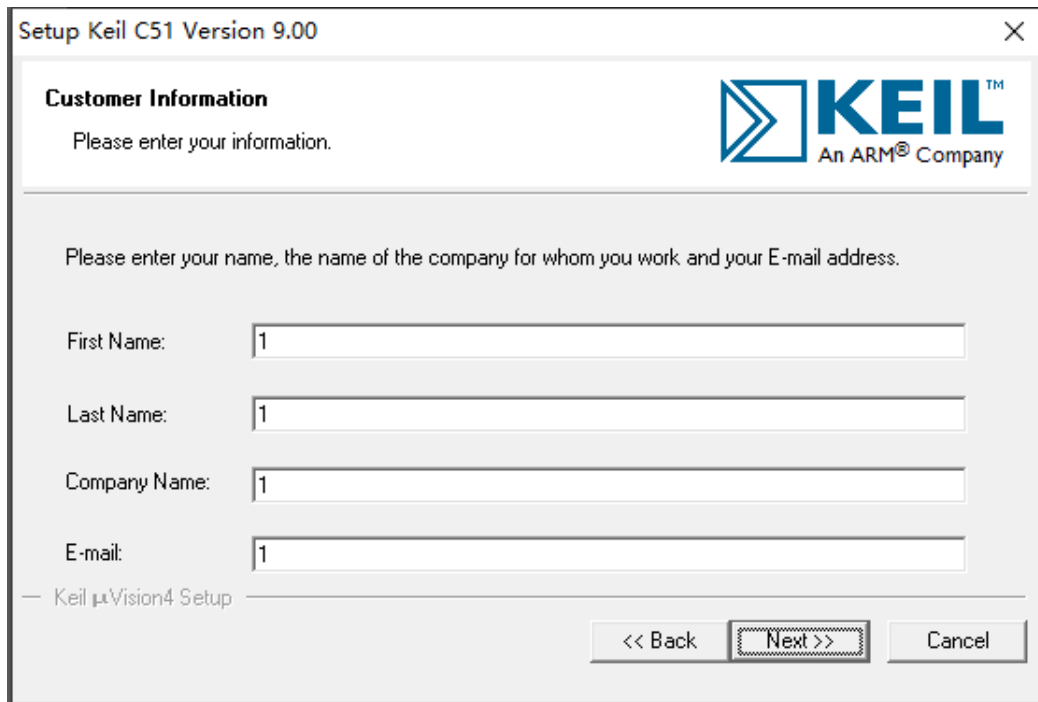 Setup Keil C51 Version 9.00
Customer Information
Please enter your information.
KEIL™
An ARM® Company
Please enter your name, the name of the company for whom you work and your E-mail address.
First Name: 1
Last Name: 1
Company Name: 1
E-mail: 1
Keil µVision4 Setup
<< Back Next >> Cancel